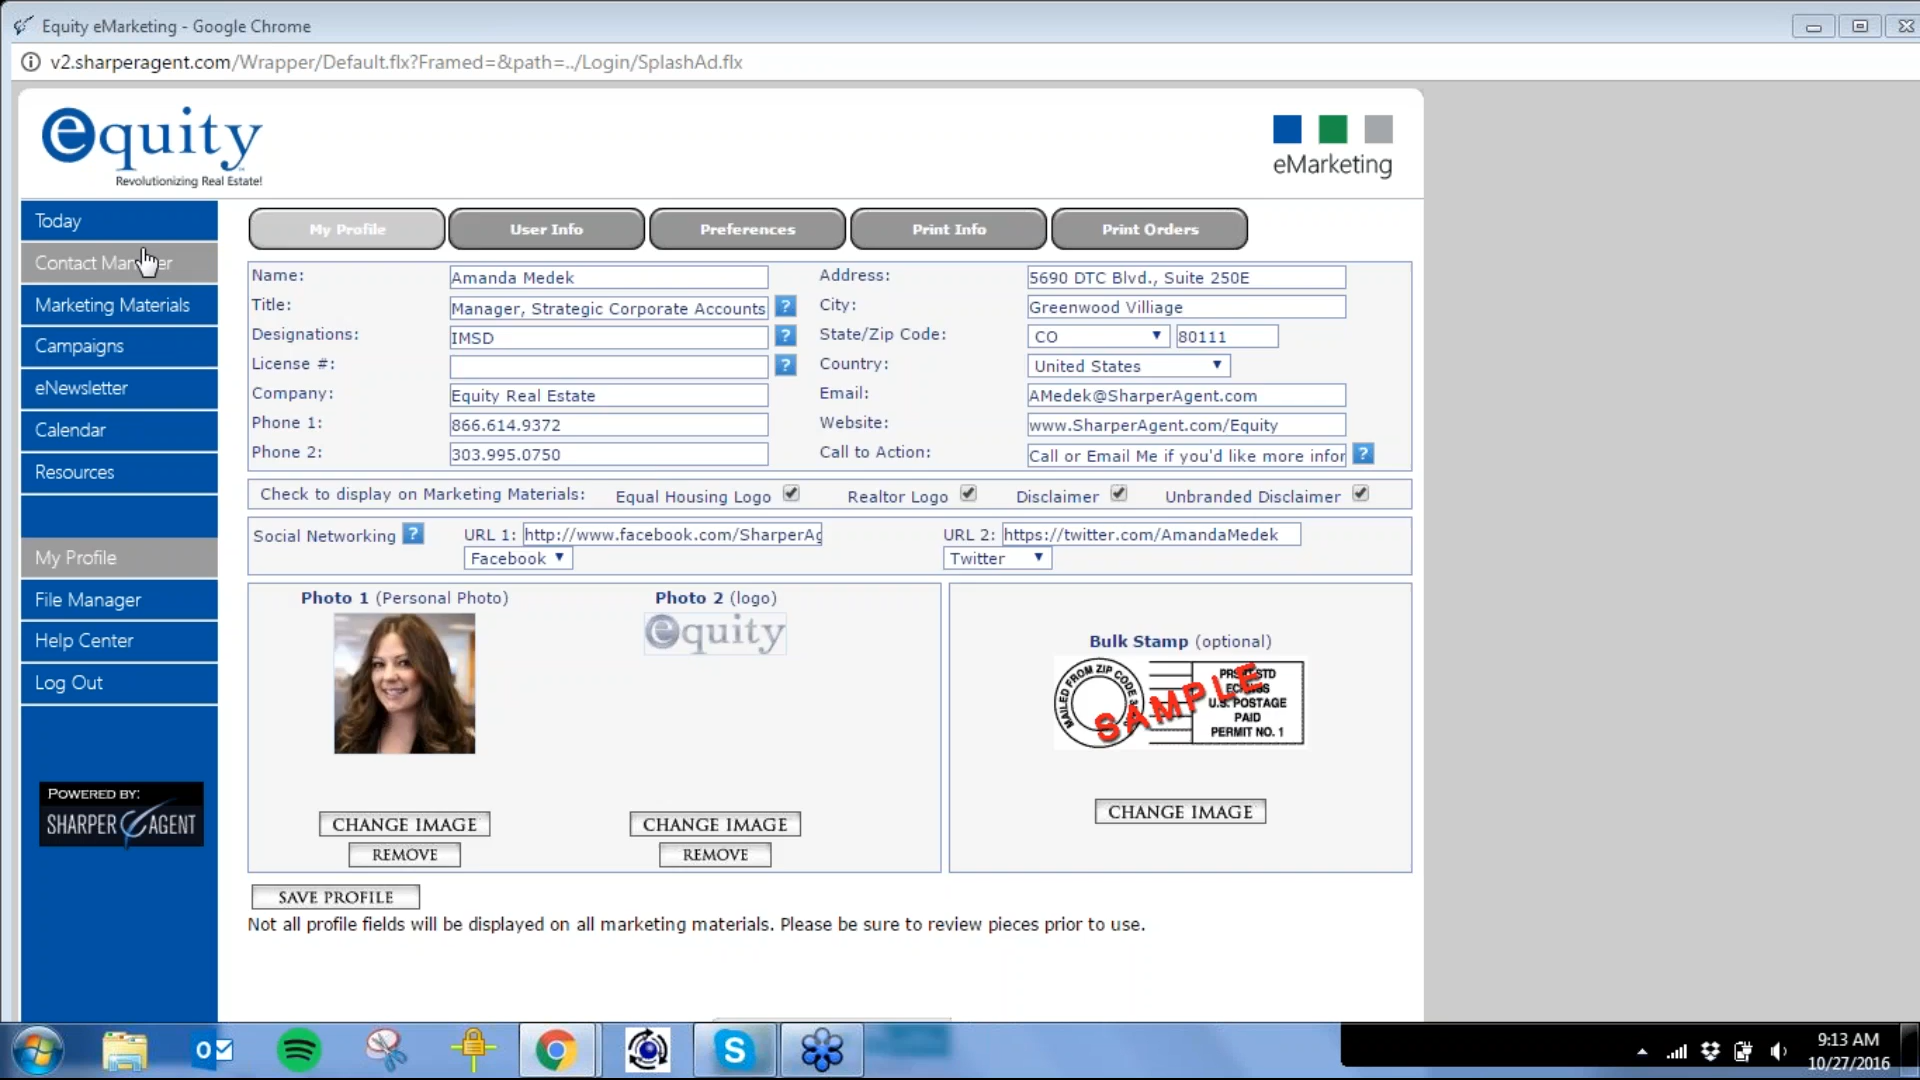 Equity eMarketing - Google Chrome
v2.sharperagent.com/Wrapper/Default.flx?Framed=&path=../Login/SplashAd.flx
equity
Revolutionizing Real Estate!
eMarketing
Today
Contact Manager
Marketing Materials
Campaigns
eNewsletter
Calendar
Resources
My Profile
File Manager
Help Center
Log Out
POWERED BY:
SHARPER AGENT
My Profile User Info Preferences Print Info Print Orders
Name: Amanda Medek Address: 5690 DTC Blvd., Suite 250E
Title: Manager, Strategic Corporate Accounts ? City: Greenwood Villiage
Designations: IMSD ? State/Zip Code: CO 80111
License #: ? Country: United States
Company: Equity Real Estate Email: AMedek@SharperAgent.com
Phone 1: 866.614.9372 Website: www.SharperAgent.com/Equity
Phone 2: 303.995.0750 Call to Action: Call or Email Me if you'd like more infor ?
Check to display on Marketing Materials: Equal Housing Logo Realtor Logo Disclaimer Unbranded Disclaimer
Social Networking ? URL 1: http://www.facebook.com/SharperAg URL 2: https://twitter.com/AmandaMedek
Facebook Twitter
Photo 1 (Personal Photo) Photo 2 (logo)
equity
Bulk Stamp (optional)
MAILED FROM ZIP CODE
SAMPLE
U.S. POSTAGE
PAID
PERMIT NO. 1
CHANGE IMAGE CHANGE IMAGE CHANGE IMAGE
REMOVE REMOVE
SAVE PROFILE
Not all profile fields will be displayed on all marketing materials. Please be sure to review pieces prior to use.
9:13 AM
10/27/2016